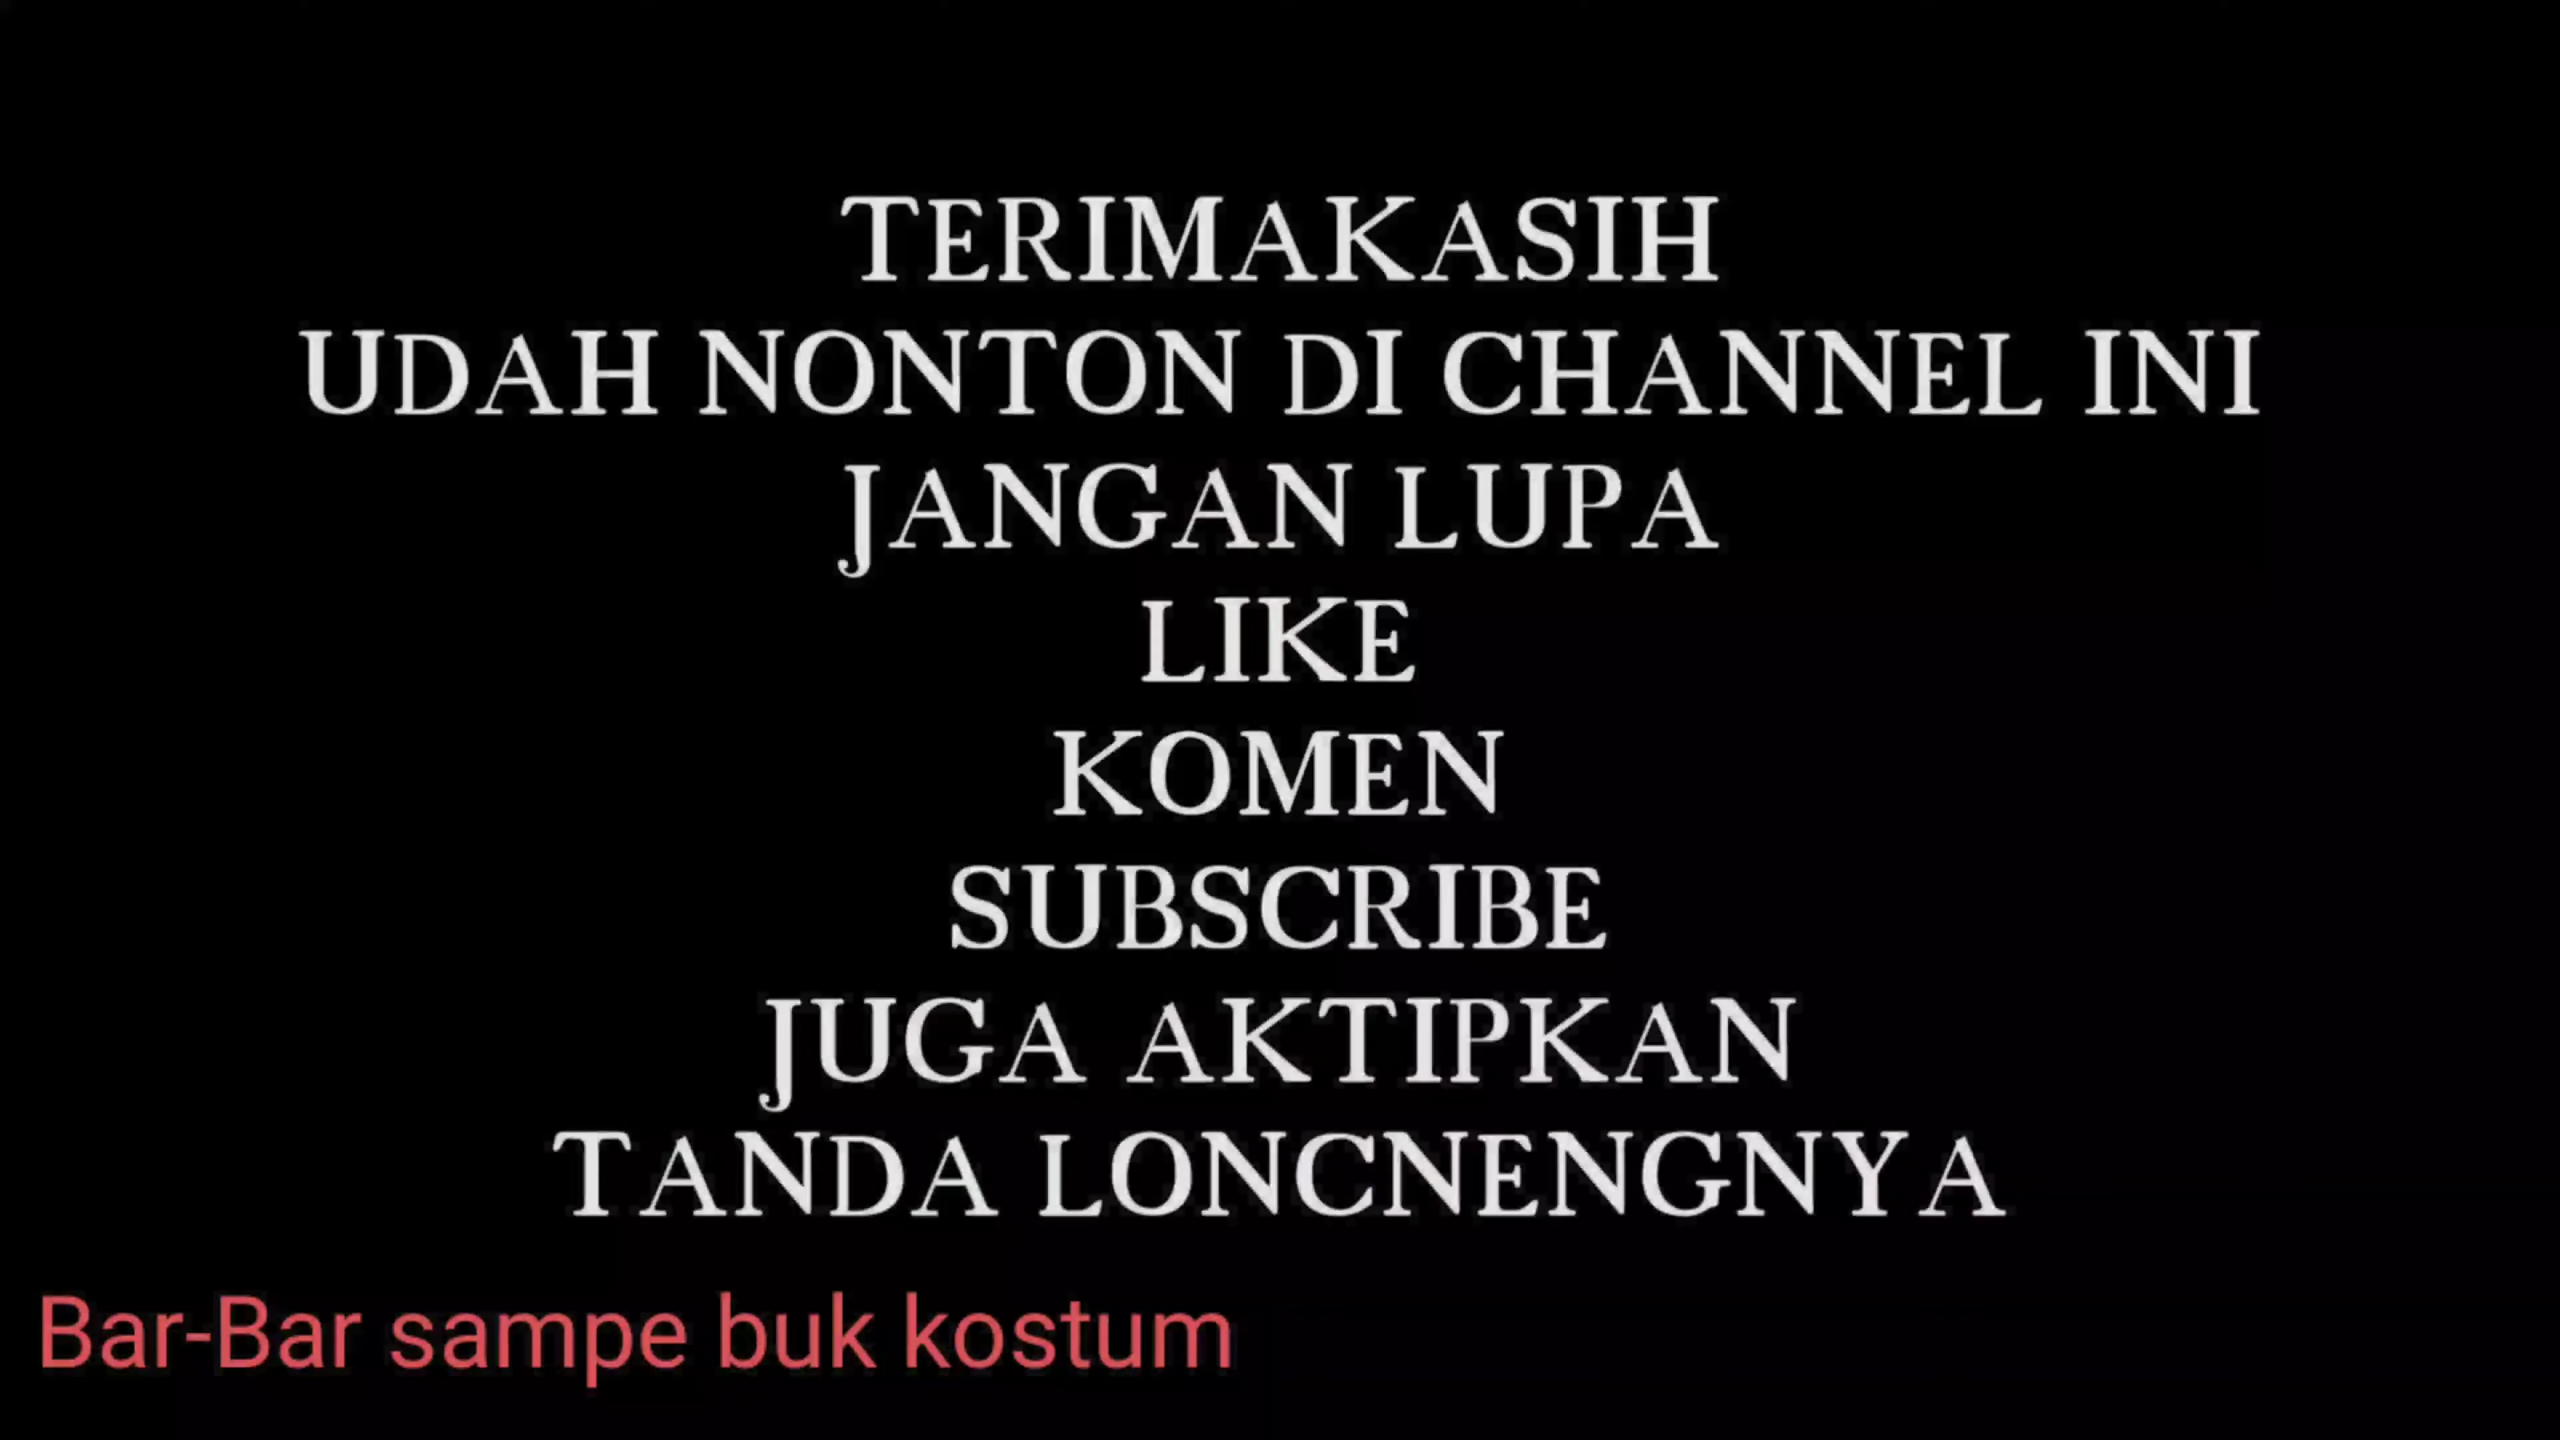 TERIMAKASIH
UDAH NONTON DI CHANNEL INI
JANGAN LUPA
LIKE
KOMEN
SUBSCRIBE
JUGA AKTIPKAN
TANDA LONCNENGNYA
Bar-Bar sampe buk kostum